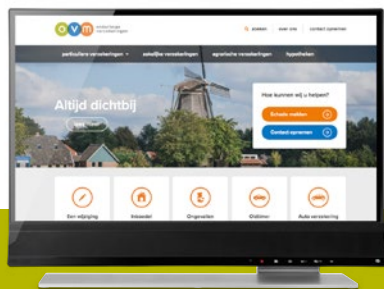 ovm onderlinge verzekeringen
zoeken over ons contact opnemen
particuliere verzekeringen zakelijke verzekeringen agrarische verzekeringen hypotheken
Altijd dichtbij
Hoe kunnen wij u helpen?
Schade melden
Contact opnemen
Een wijziging Inboedel Ongevallen Oldtimer Auto verzekering